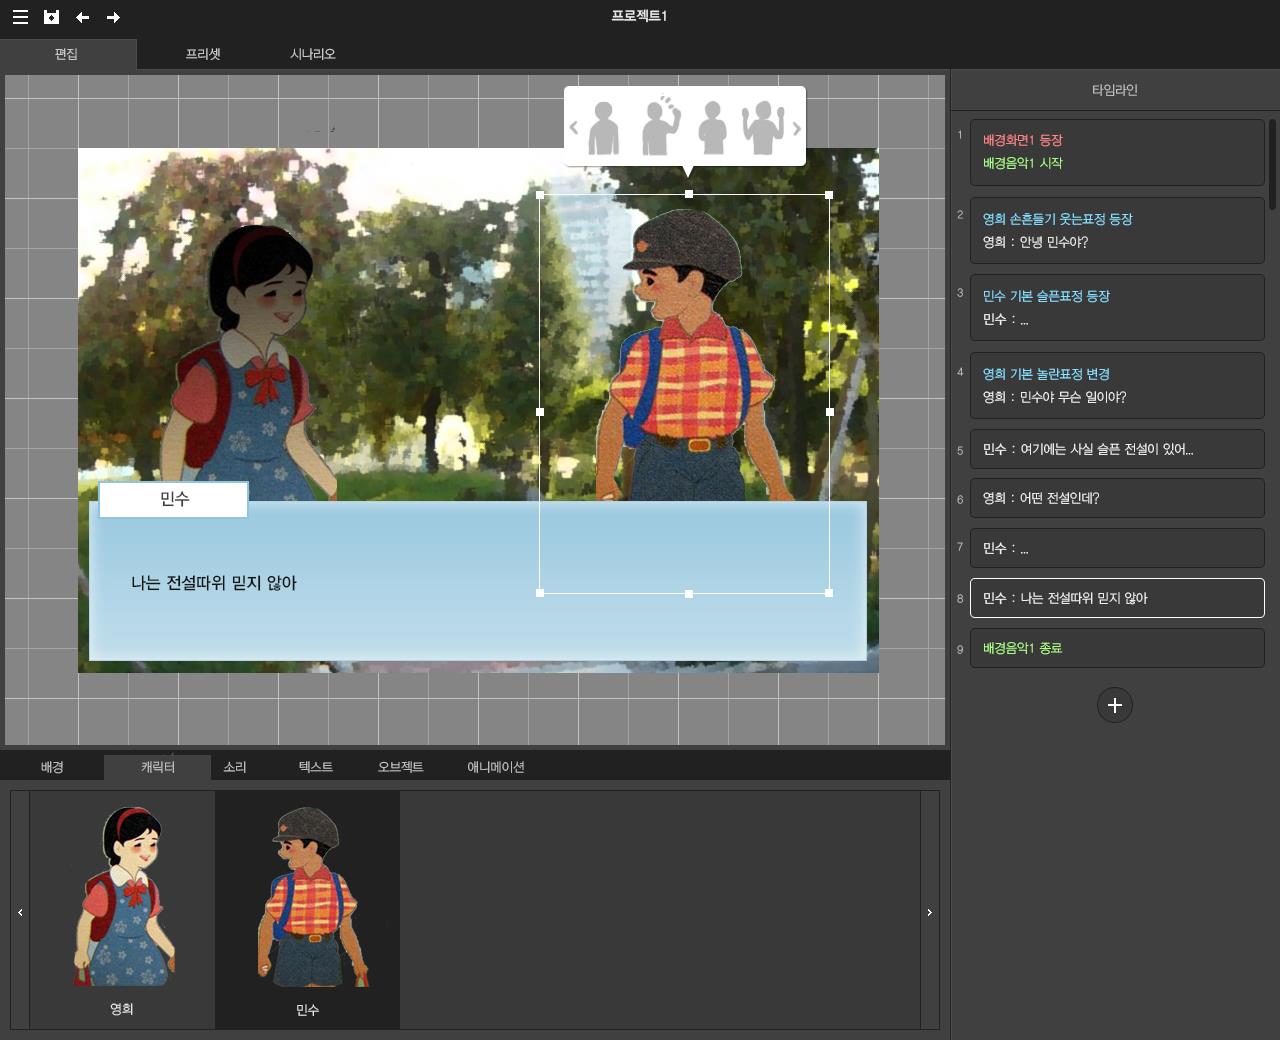 프로젝트1
편집
프리셋
시나리오
타임라인
1
배경화면1 등장
배경음악1 시작
2
영희 손흔들기 웃는표정 등장
영희 : 안녕 민수야?
3
민수 기본 슬픈표정 등장
민수 : ...
4
영희 기본 놀란표정 변경
영희 : 민수야 무슨 일이야?
5
민수 : 여기에는 사실 슬픈 전설이 있어...
6
영희 : 어떤 전설인데?
7
민수 : ...
8
민수 : 나는 전설따위 믿지 않아
9
배경음악1 종료
민수
나는 전설따위 믿지 않아
배경
캐릭터
소리
텍스트
오브젝트
애니메이션
영희
민수